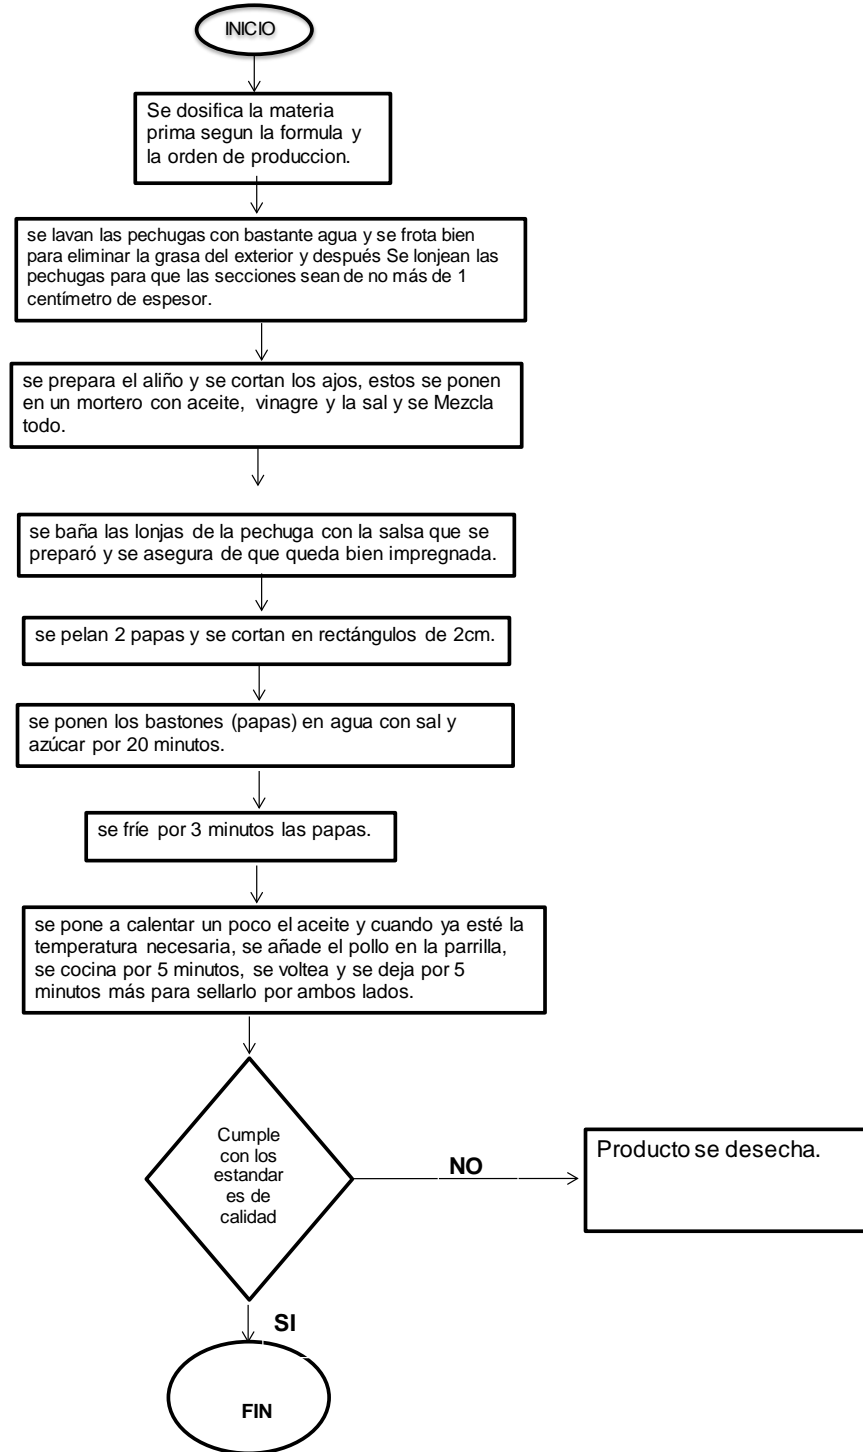 INICIO
Se dosifica la materia
prima segun la formula y
la orden de produccion.
se lavan las pechugas con bastante agua y se frota bien
para eliminar la grasa del exterior y después Se lonjean las
pechugas para que las secciones sean de no más de 1
centímetro de espesor.
se prepara el aliño y se cortan los ajos, estos se ponen
en un mortero con aceite, vinagre y la sal y se Mezcla
todo.
se baña las lonjas de la pechuga con la salsa que se
preparó y se asegura de que queda bien impregnada.
se pelan 2 papas y se cortan en rectángulos de 2cm.
se ponen los bastones (papas) en agua con sal y
azúcar por 20 minutos.
se fríe por 3 minutos las papas.
se pone a calentar un poco el aceite y cuando ya esté la
temperatura necesaria, se añade el pollo en la parrilla,
se cocina por 5 minutos, se voltea y se deja por 5
minutos más para sellarlo por ambos lados.
Cumple
con los
estandar
es de
calidad
NO
Producto se desecha.
SI
FIN